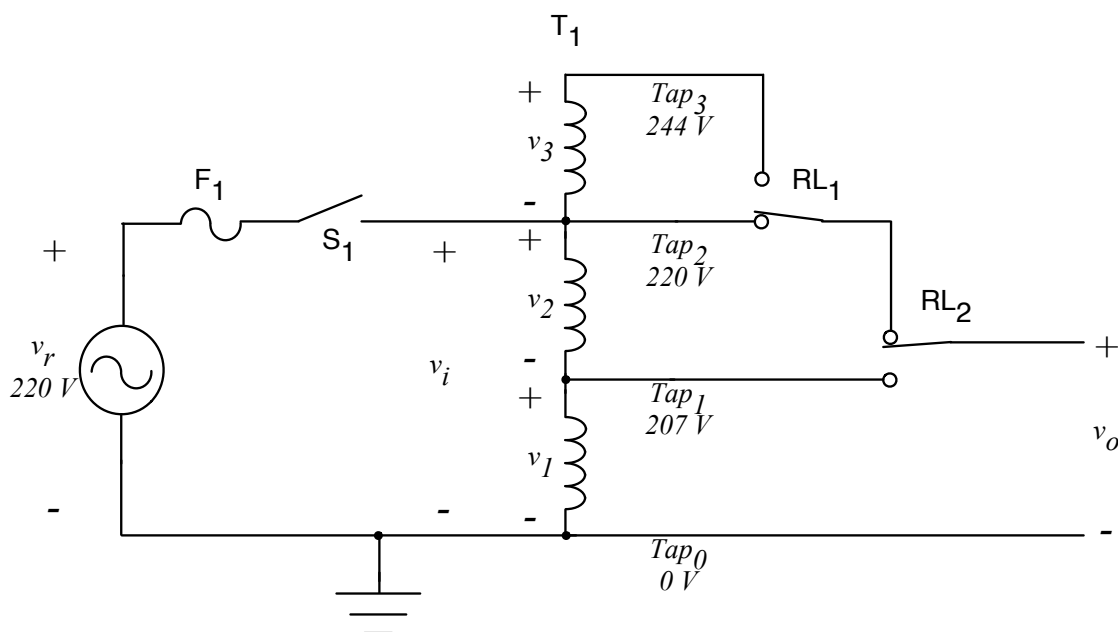 T1
+
Tap3
244 V
v3
-
F1
S1
RL1
+
+
+
Tap2
220 V
v2
RL2
-
vr
220 V
vi
+
Tap1
207 V
+
v1
vo
-
-
-
Tap0
0 V
-